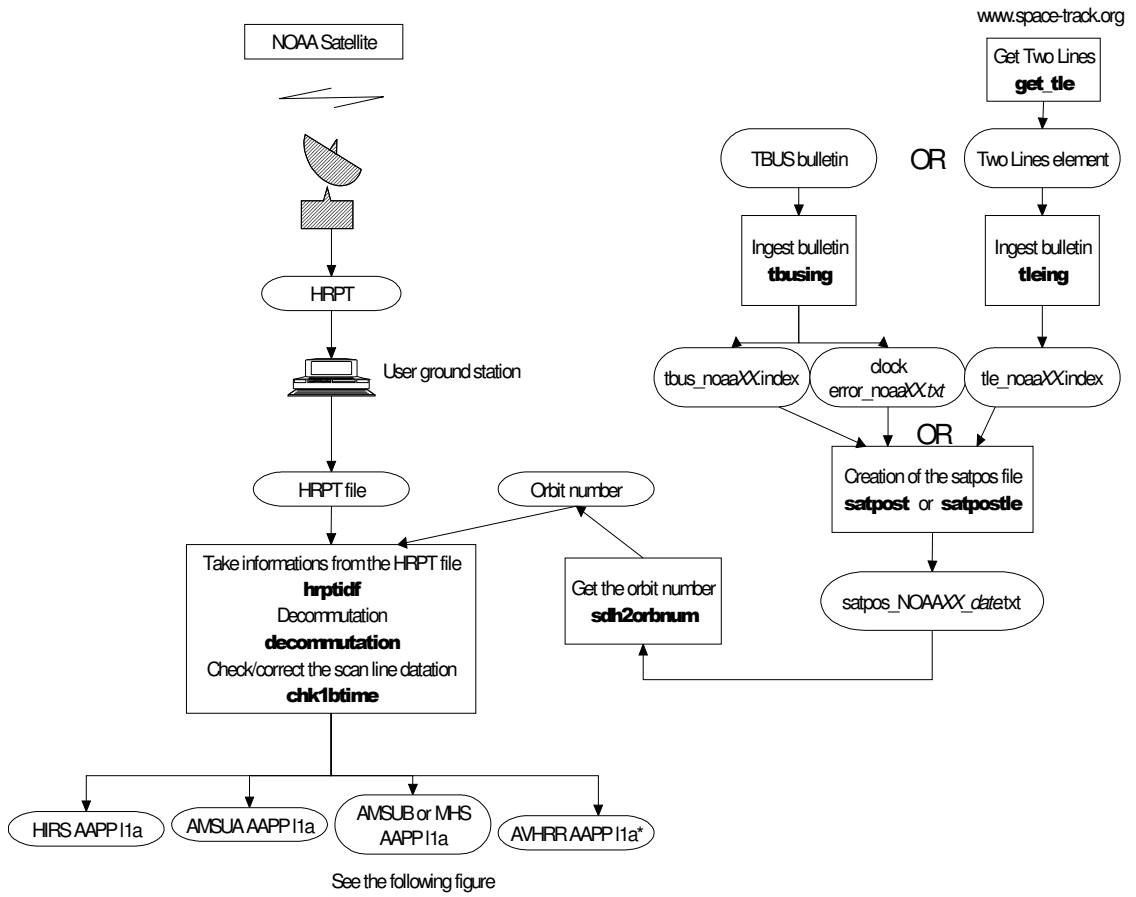 www.space-track.org
NOAA Satellite
Get Two Lines
get_tle
TBUS bulletin
OR
Two Lines element
Ingest bulletin
tbusing
Ingest bulletin
tleing
HRPT
User ground station
tbus_noaaXX.index
clock
error_noaaXX.txt
tle_noaaXX.index
OR
Creation of the satpos file
satpost or satpostle
HRPT file
Orbit number
Take informations from the HRPT file
hrptidf
Decommutation
decommutation
Check/correct the scan line datation
chk1btime
Get the orbit number
sdh2orbnum
satpos_NOAAXX_date.txt
HIRS AAPP l1a
AMSUA AAPP l1a
AMSUB or MHS
AAPP l1a
AVHRR AAPP l1a*
See the following figure